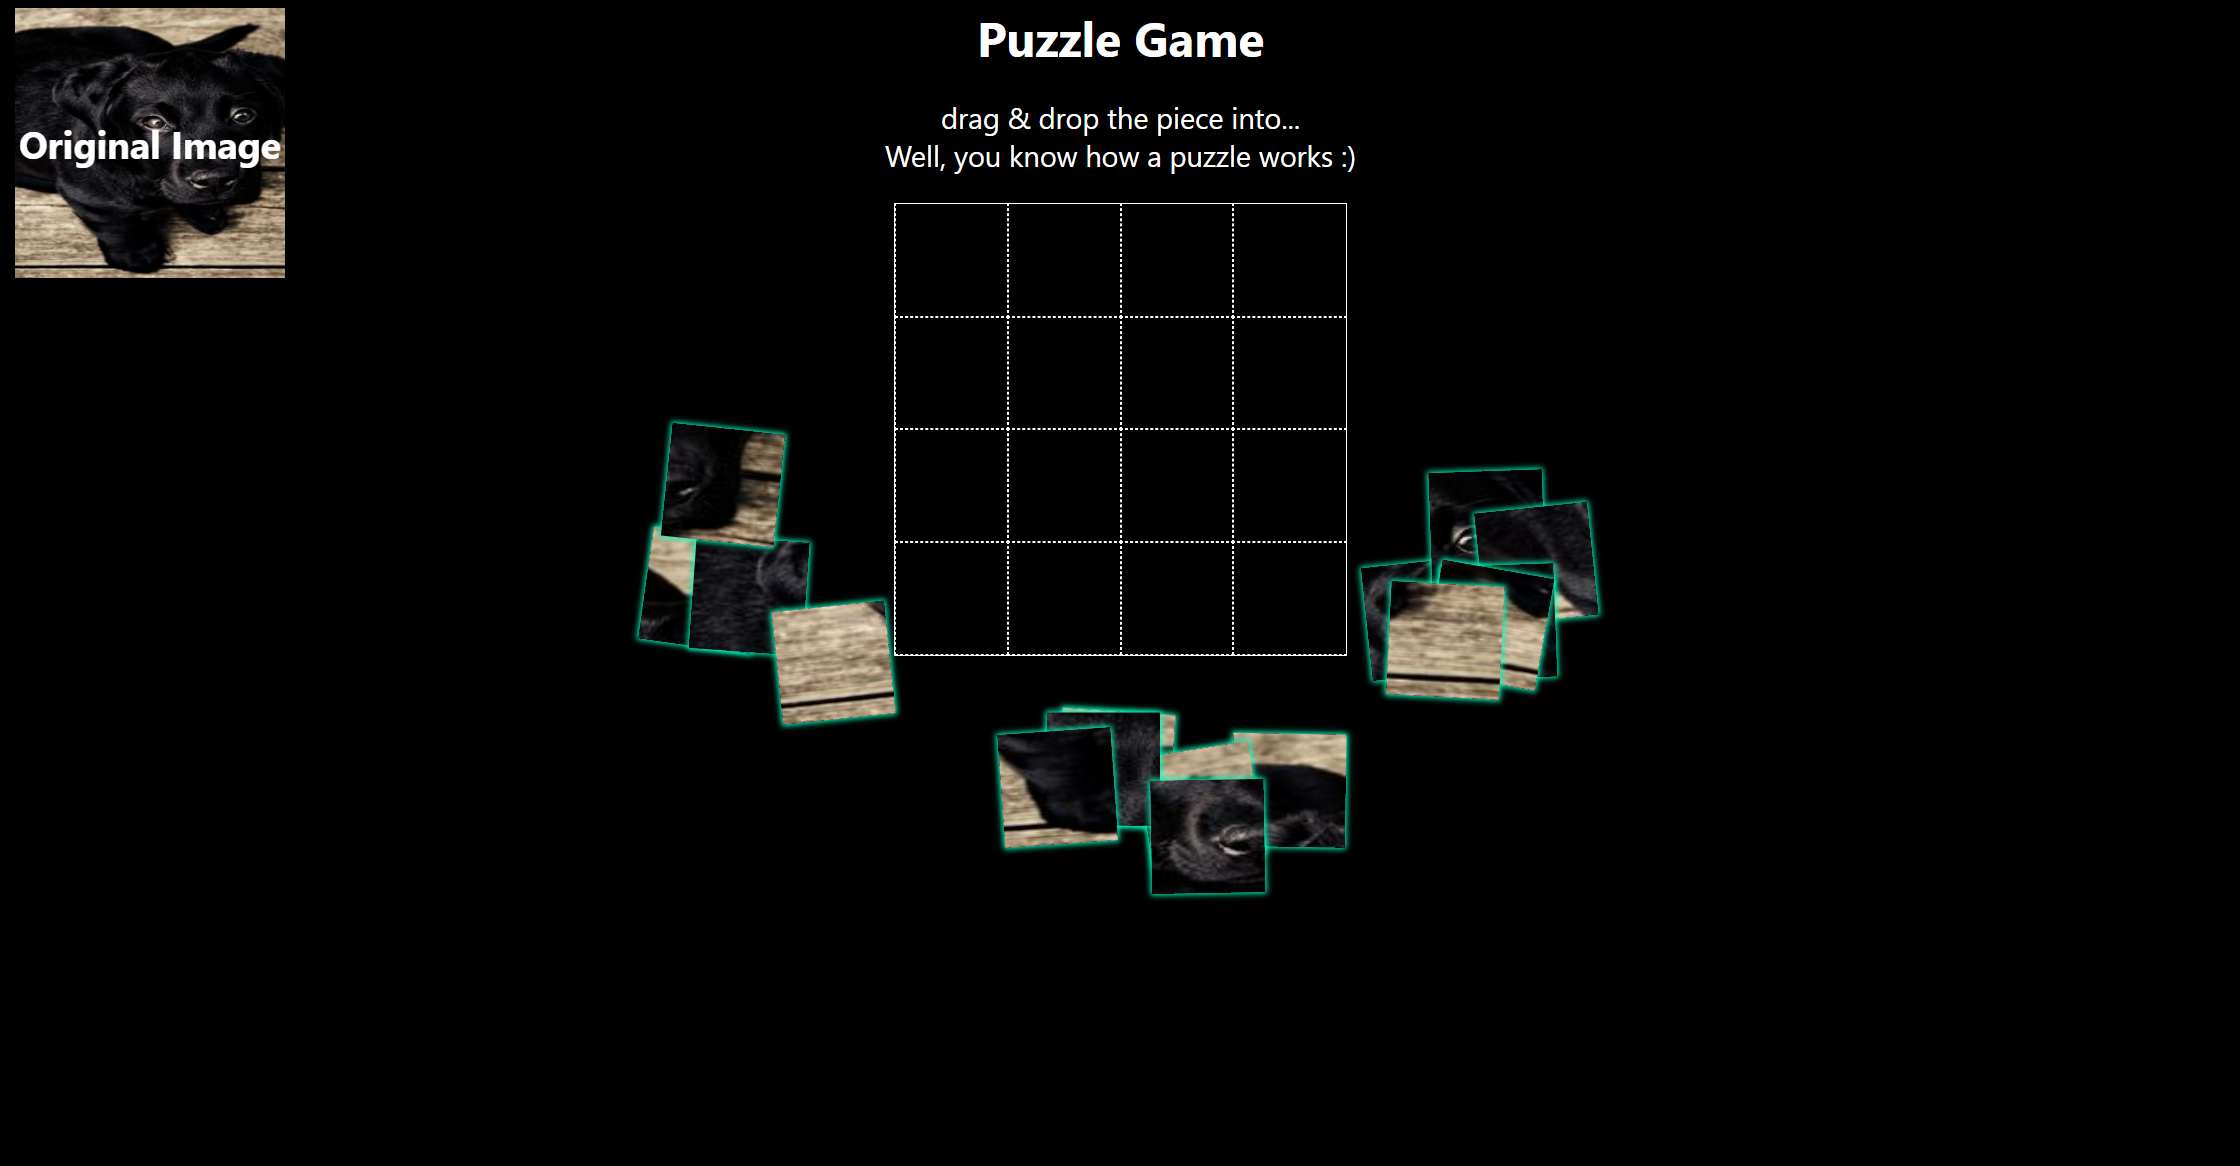 Puzzle Game
drag & drop the piece into...
Well, you know how a puzzle works :)
Original Image